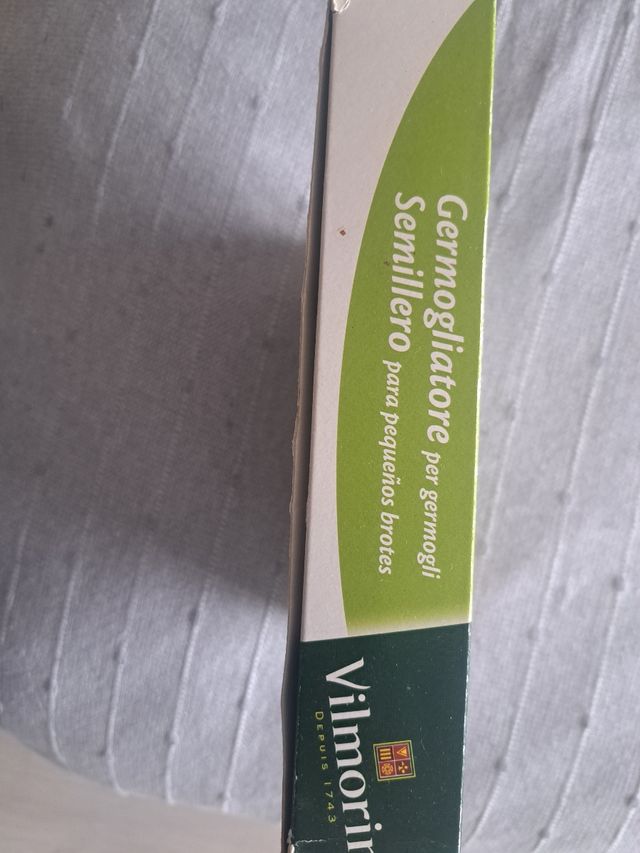 Germogliatore per germogli
Semillero para pequeños brotes
Vilmorin
DEPUIS 1743